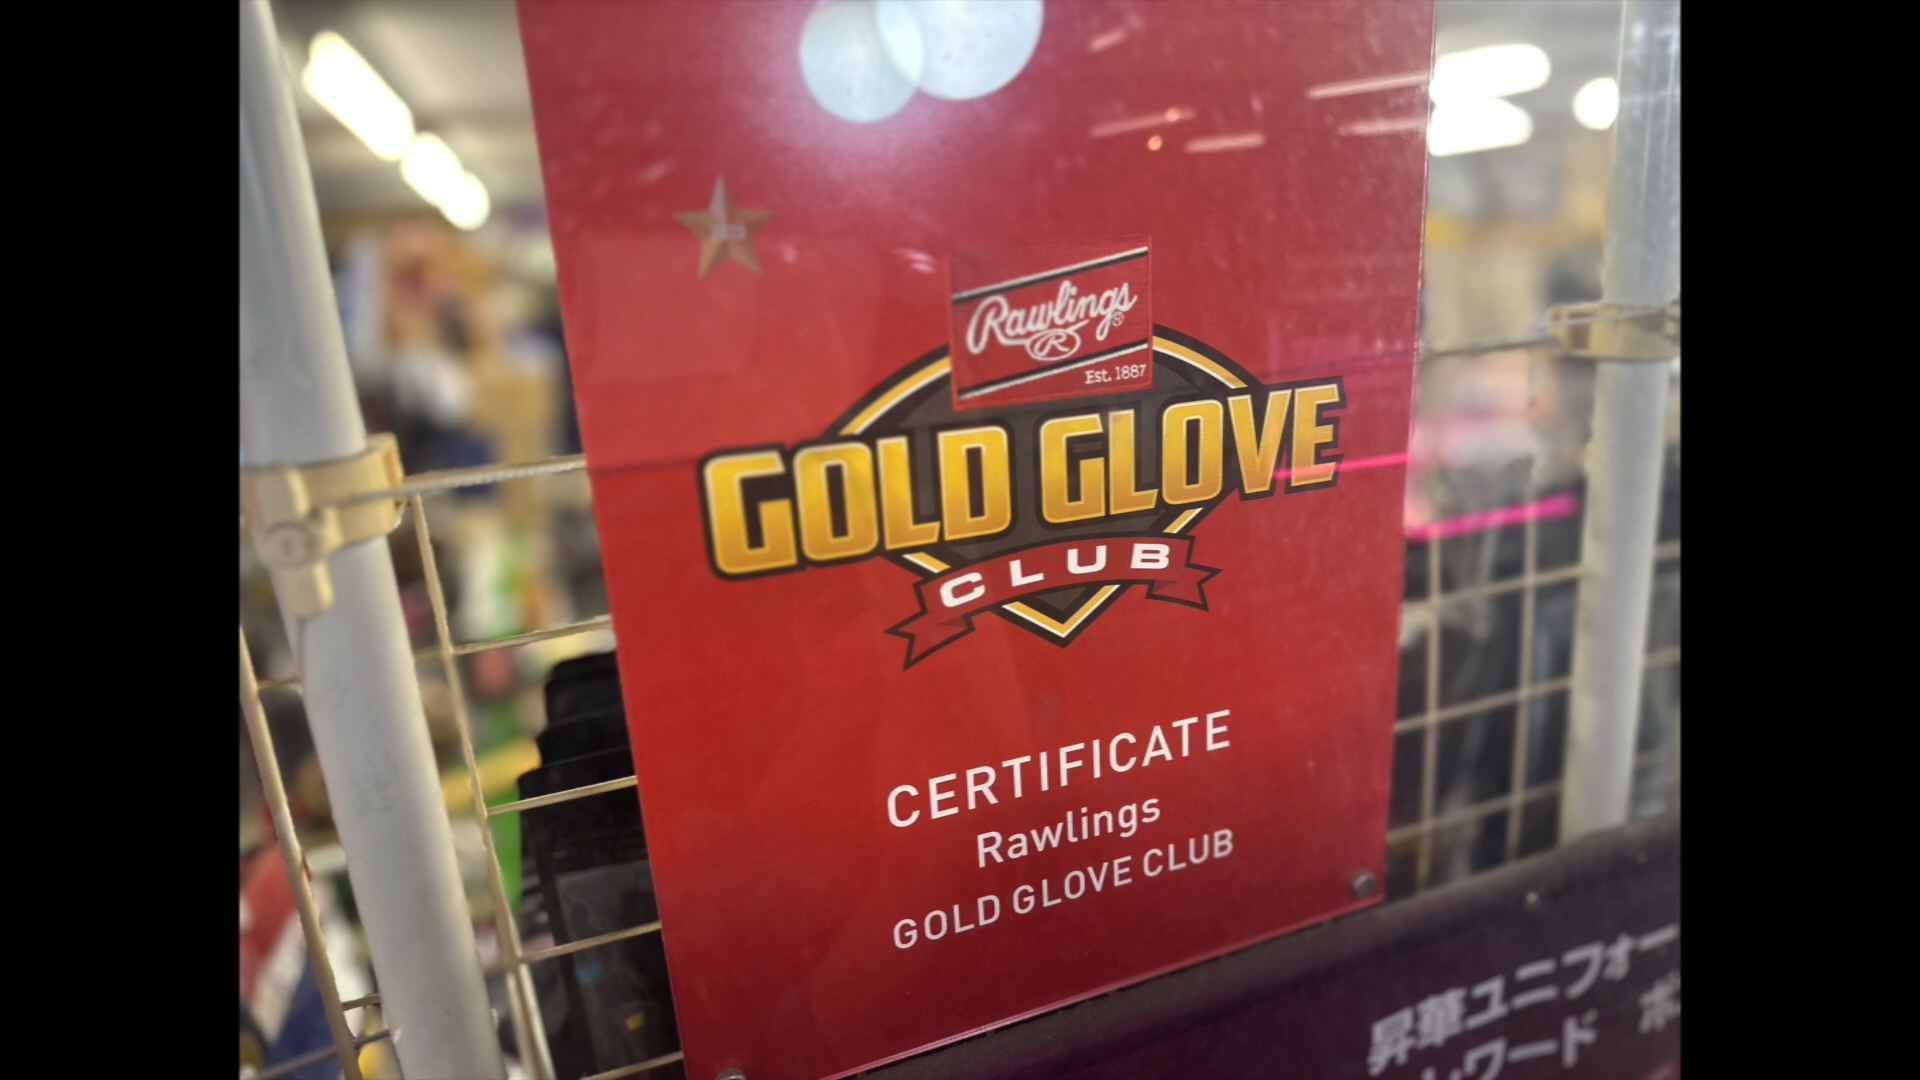 Rawlings®
R
Est. 1887
GOLD GLOVE
CLUB
CERTIFICATE
Rawlings
GOLD GLOVE CLUB
昇華ユニフォー
レワード